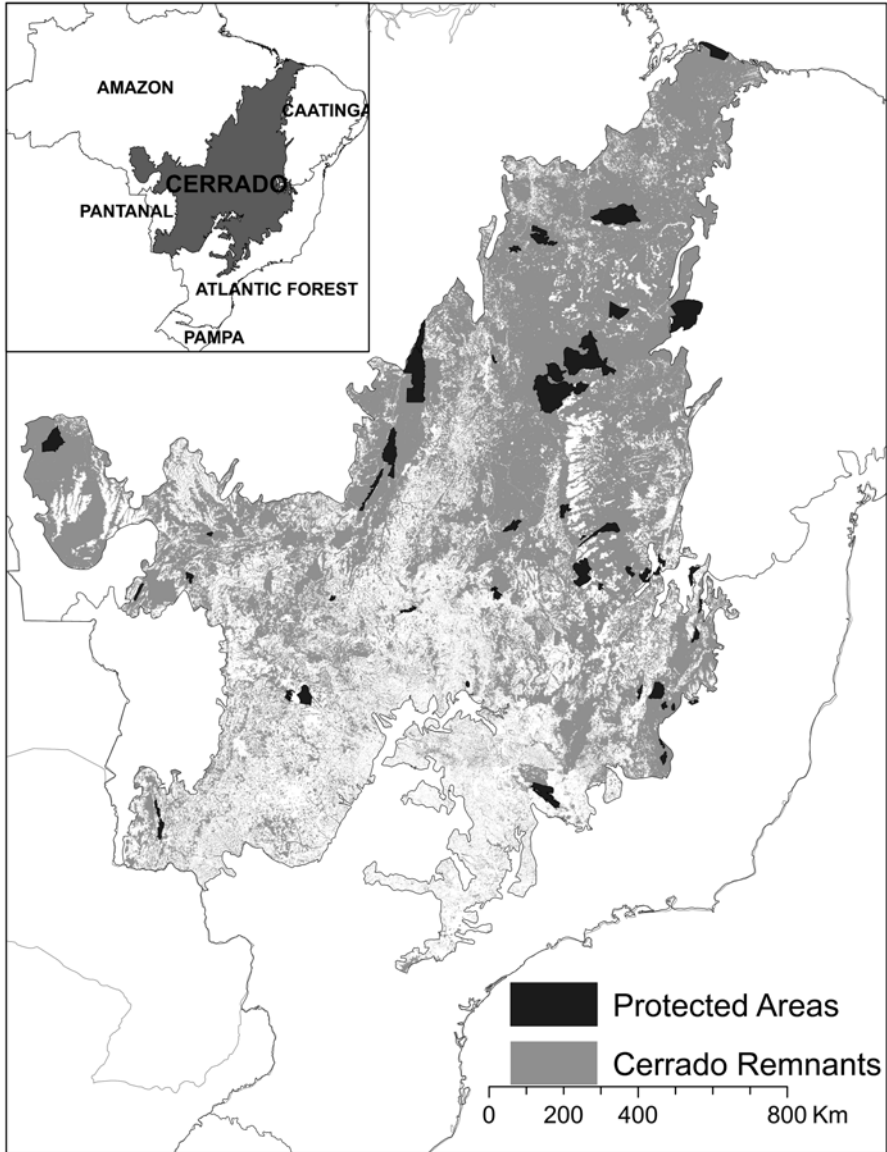 AMAZON
CAATINGA
CERRADO
PANTANAL
ATLANTIC FOREST
PAMPA
Protected Areas
Cerrado Remnants
0 200 400 800 Km